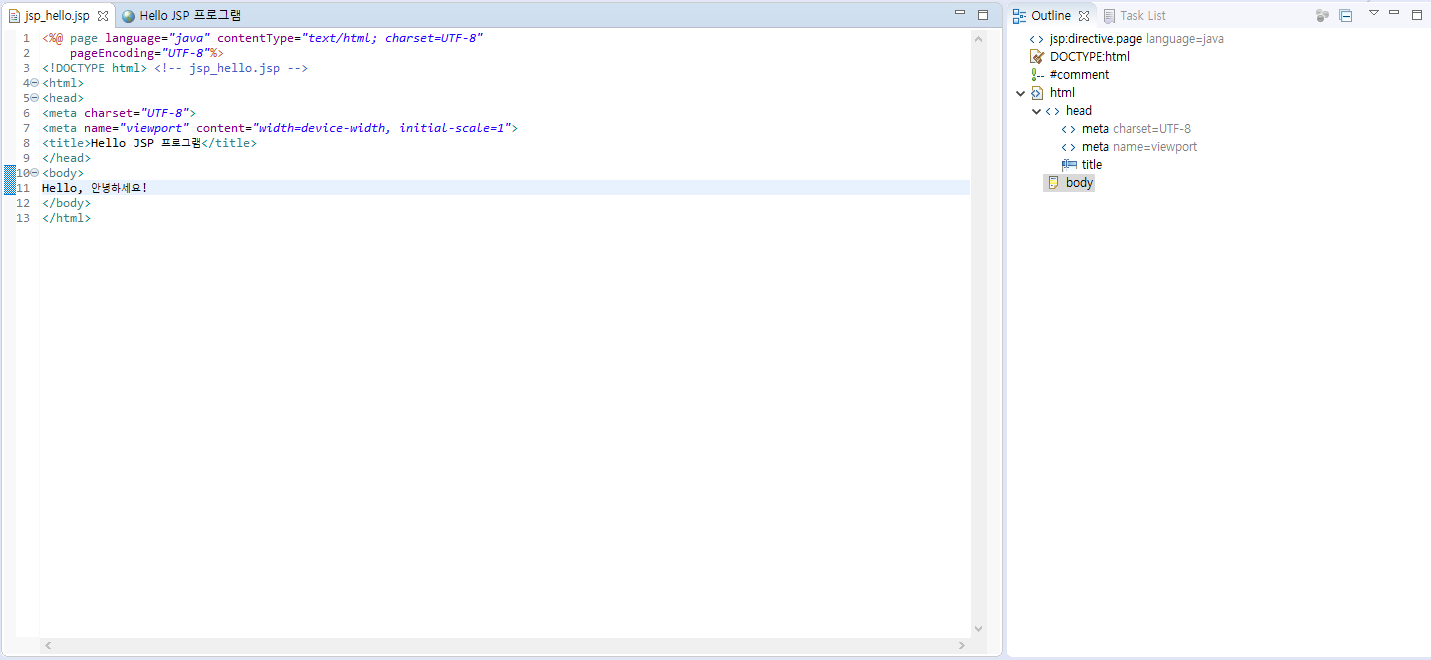 jsp_hello.jsp
Hello JSP 프로그램
1 <%@ page language="java" contentType="text/html; charset=UTF-8"
2 pageEncoding="UTF-8"%>
3 <!DOCTYPE html> <!-- jsp_hello.jsp -->
4 <html>
5 <head>
6 <meta charset="UTF-8">
7 <meta name="viewport" content="width=device-width, initial-scale=1">
8 <title>Hello JSP 프로그램</title>
9 </head>
10 <body>
11 Hello, 안녕하세요!
12 </body>
13 </html>
Outline
Task List
jsp:directive.page language=java
DOCTYPE:html
#comment
html
head
meta charset=UTF-8
meta name=viewport
title
body